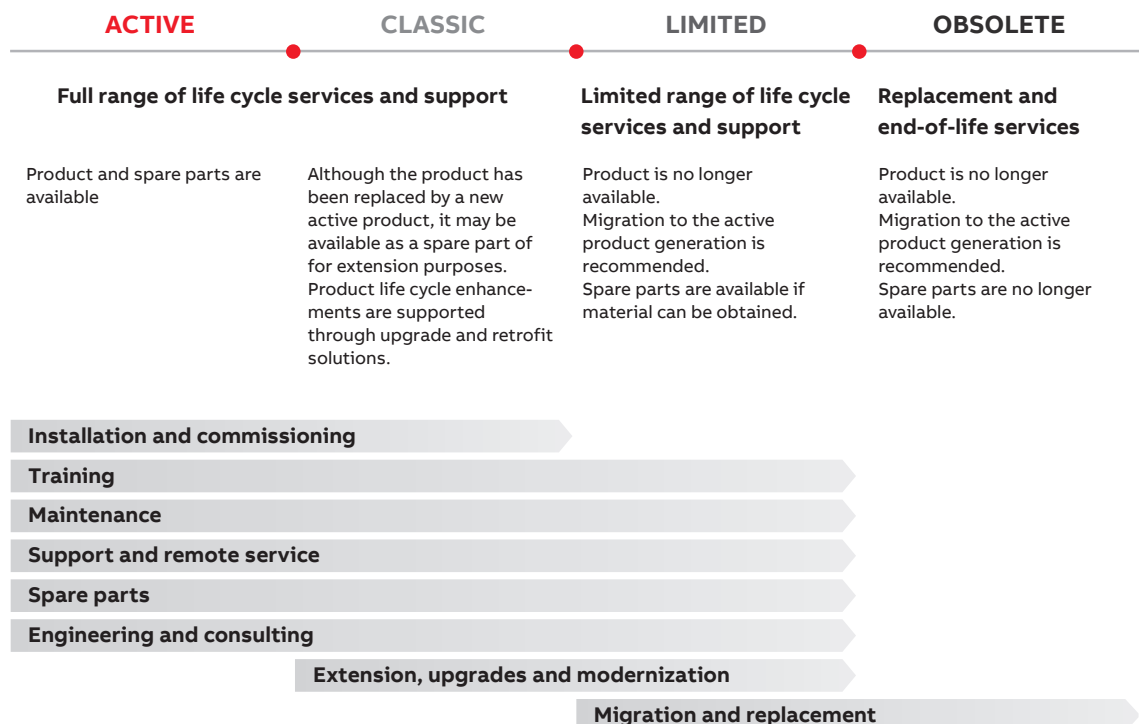 ACTIVE
CLASSIC
LIMITED
OBSOLETE
Full range of life cycle services and support
Limited range of life cycle
services and support
Replacement and
end-of-life services
Product and spare parts are
available
Although the product has
been replaced by a new
active product, it may be
available as a spare part of
for extension purposes.
Product life cycle enhance-
ments are supported
through upgrade and retrofit
solutions.
Product is no longer
available.
Migration to the active
product generation is
recommended.
Spare parts are available if
material can be obtained.
Product is no longer
available.
Migration to the active
product generation is
recommended.
Spare parts are no longer
available.
Installation and commissioning
Training
Maintenance
Support and remote service
Spare parts
Engineering and consulting
Extension, upgrades and modernization
Migration and replacement